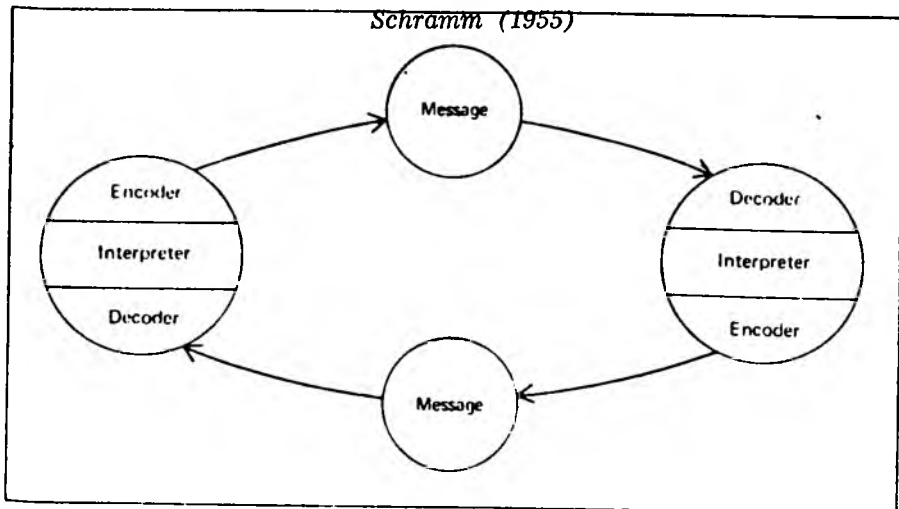 Schramm (1955)
Message
Encoder
Interpreter
Decoder
Decoder
Interpreter
Encoder
Message